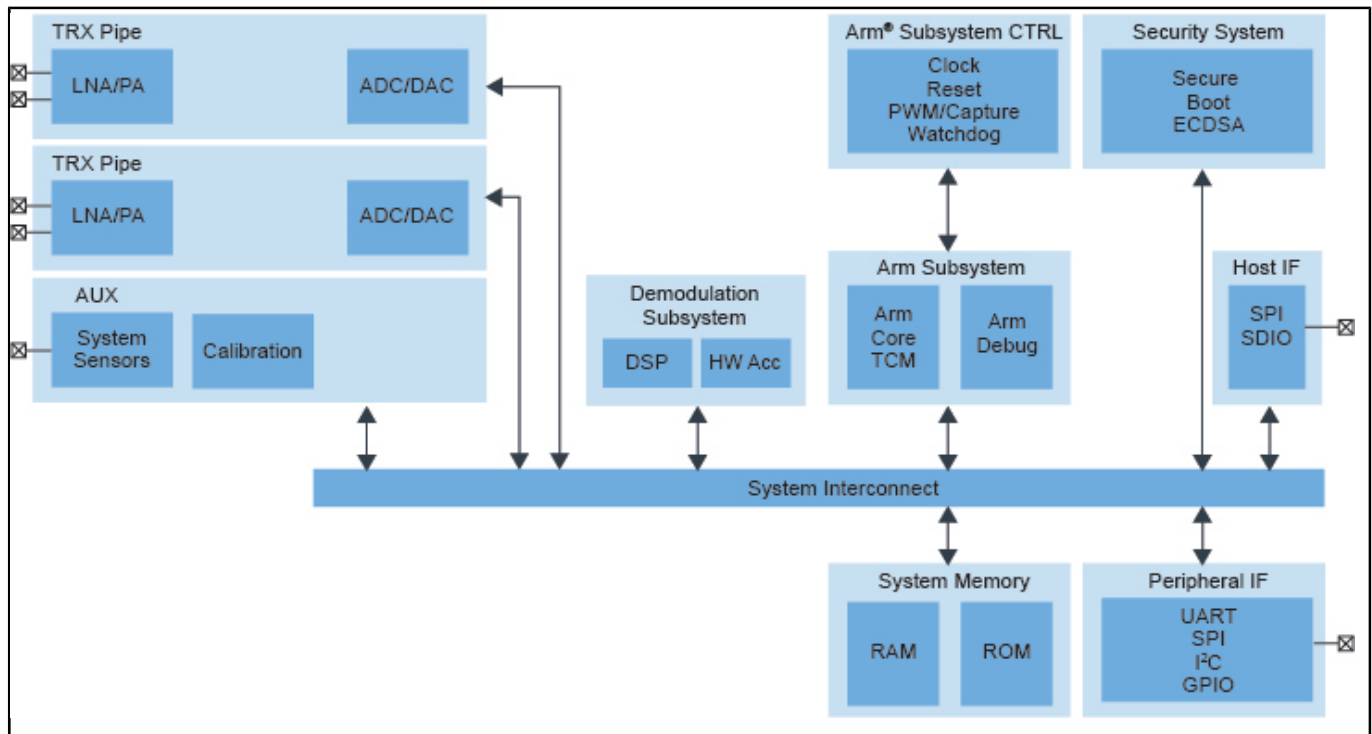 TRX Pipe
LNA/PA
ADC/DAC
TRX Pipe
LNA/PA
ADC/DAC
AUX
System
Sensors
Calibration
Demodulation
Subsystem
DSP
HW Acc
Arm® Subsystem CTRL
Clock
Reset
PWM/Capture
Watchdog
Security System
Secure
Boot
ECDSA
Arm Subsystem
Arm
Core
TCM
Arm
Debug
Host IF
SPI
SDIO
System Interconnect
System Memory
RAM
ROM
Peripheral IF
UART
SPI
I²C
GPIO